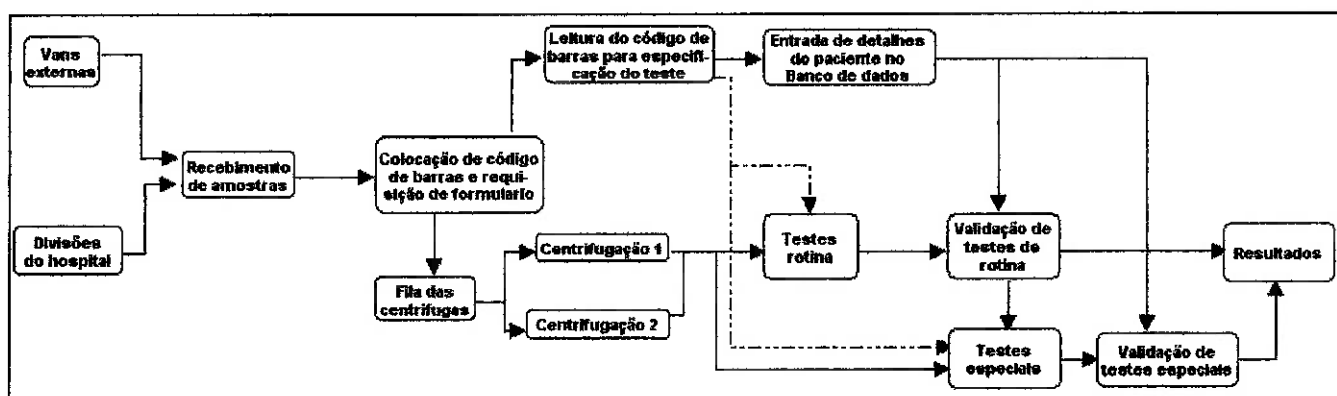 Vans
externas
Divisões
do hospital
Recebimento
de amostras
Colocação de código
de barras e requi-
sição de formulario
Leitura do código de
barras para especifi-
cação do teste
Entrada de detalhes
do paciente no
Banco de dados
Fila das
centrifugas
Centrifugação 1
Centrifugação 2
Testes
rotina
Validação de
testes de
rotina
Testes
especiais
Validação de
testes especiais
Resultados